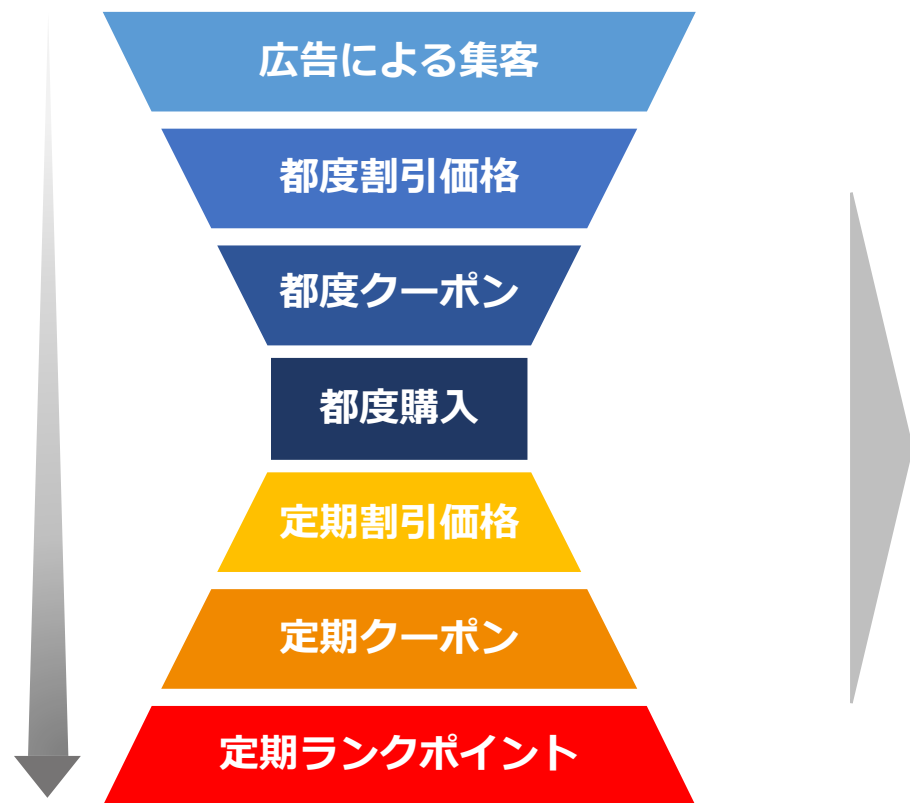 広告による集客
都度割引価格
都度クーポン
都度購入
定期割引価格
定期クーポン
定期ランクポイント